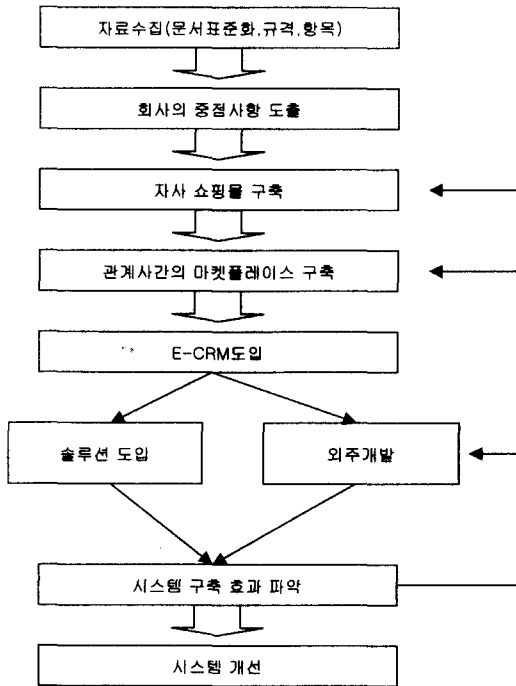 자료수집(문서표준화,규격,항목)
회사의 중점사항 도출
자사 쇼핑몰 구축
관계사간의 마켓플레이스 구축
E-CRM도입
솔루션 도입
외주개발
시스템 구축 효과 파악
시스템 개선